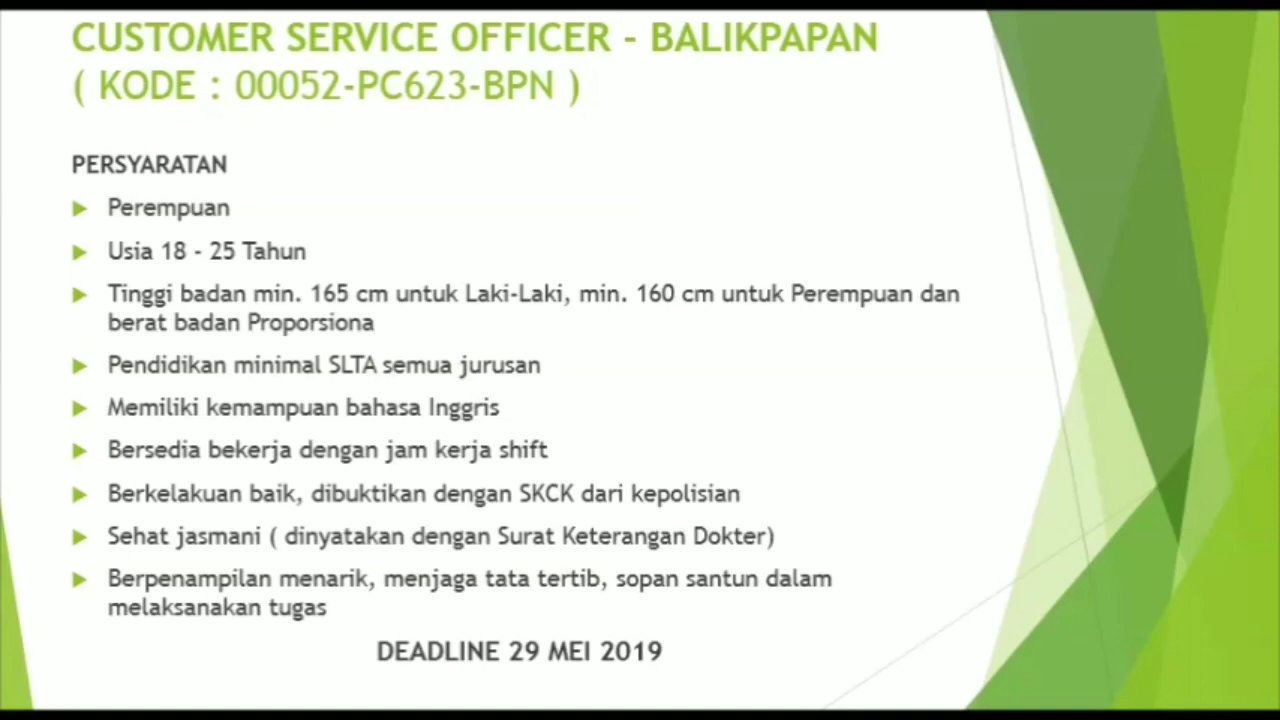 CUSTOMER SERVICE OFFICER - BALIKPAPAN
( KODE : 00052-PC623-BPN )
PERSYARATAN
Perempuan
Usia 18 - 25 Tahun
Tinggi badan min. 165 cm untuk Laki-Laki, min. 160 cm untuk Perempuan dan
berat badan Proporsiona
Pendidikan minimal SLTA semua jurusan
Memiliki kemampuan bahasa Inggris
Bersedia bekerja dengan jam kerja shift
Berkelakuan baik, dibuktikan dengan SKCK dari kepolisian
Sehat jasmani ( dinyatakan dengan Surat Keterangan Dokter)
Berpenampilan menarik, menjaga tata tertib, sopan santun dalam
melaksanakan tugas
DEADLINE 29 MEI 2019